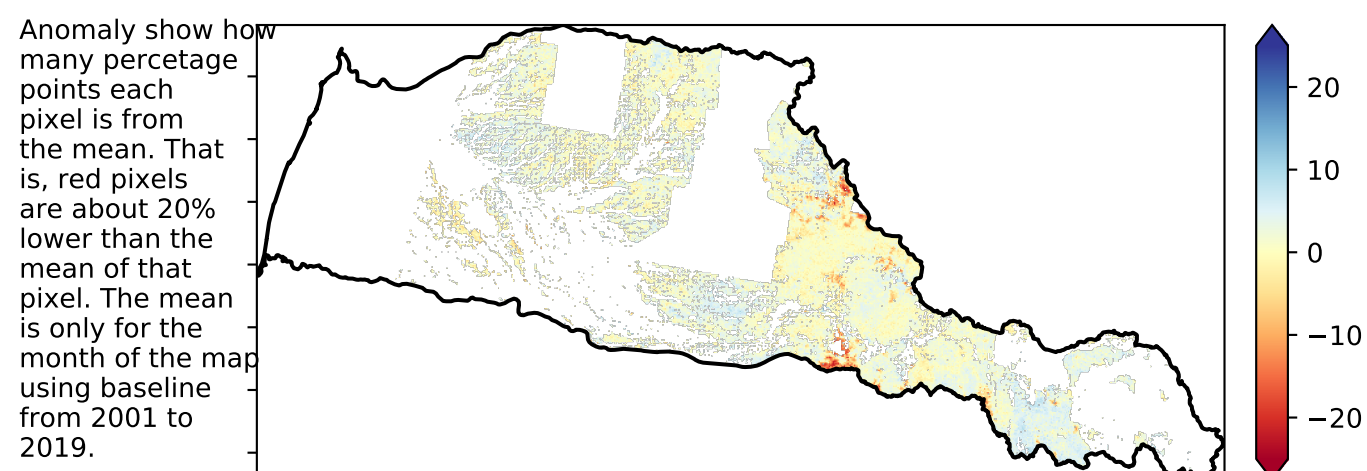 Anomaly show how
many percetage
points each
pixel is from
the mean. That
is, red pixels
are about 20%
lower than the
mean of that
pixel. The mean
is only for the
month of the map
using baseline
from 2001 to
2019.
20
10
0
−10
−20